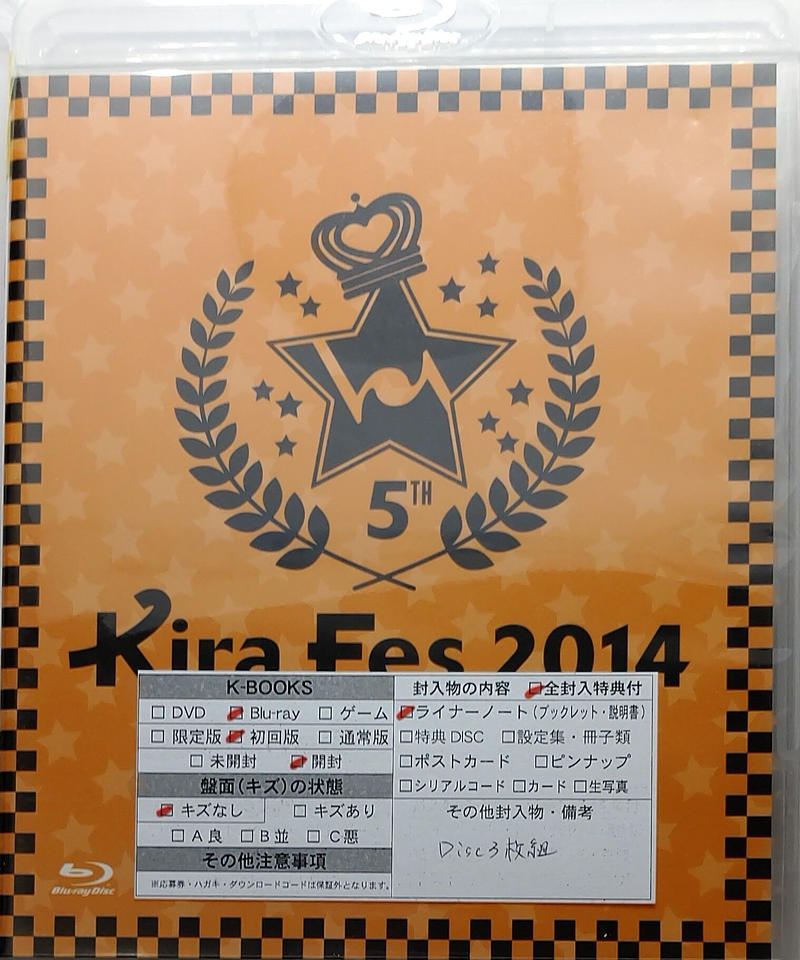 5TH
Kira Fes 2014
K-BOOKS
□ DVD □ Blu-ray □ ゲーム
□ 限定版 □ 初回版 □ 通常版
□ 未開封 □ 開封
盤面(キズ)の状態
□ キズなし □ キズあり
□ A 良 □ B 並 □ C 悪
その他注意事項
※応募券・ハガキ・ダウンロードコードは保証外となります。
封入物の内容 □全封入特典付
□ライナーノート(ブックレット・説明書)
□特典 DISC □設定集・冊子類
□ポストカード □ピンナップ
□シリアルコード □カード □生写真
その他封入物・備考
Disc3枚組
Blu-ray Disc